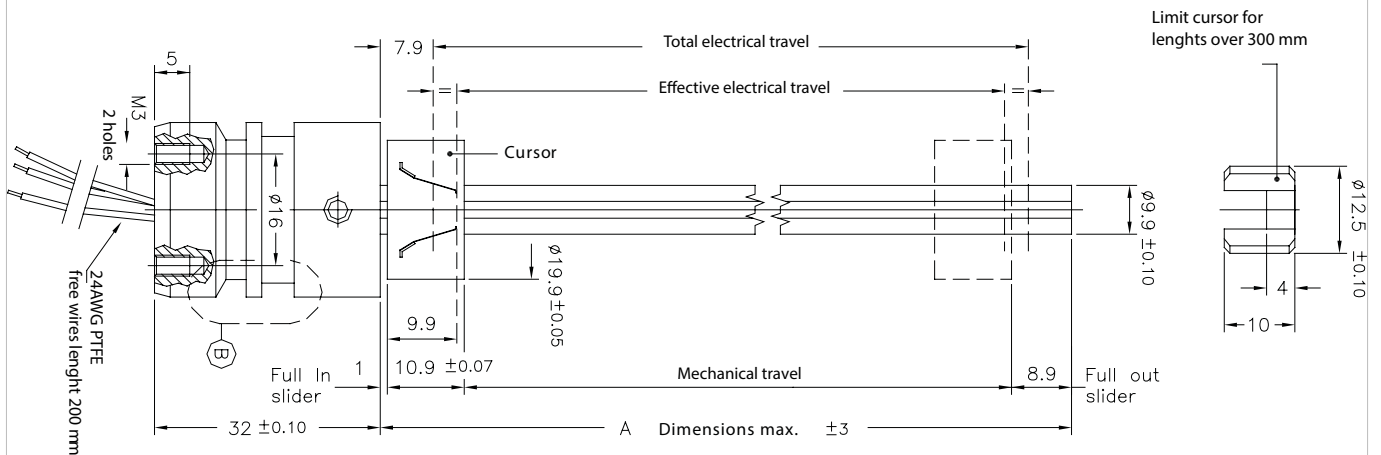 Limit cursor for
lenghts over 300 mm
7.9
Total electrical travel
5
=
Effective electrical travel
=
M3
2 holes
Cursor
ø16
ø9.9 ±0.10
ø12.5 ±0.10
24AWG PTFE
free wires lenght 200 mm
ø19.9±0.05
4
9.9
10
B
Full In
slider
1
10.9 ±0.07
Mechanical travel
8.9
Full out
slider
32 ±0.10
A Dimensions max. ±3